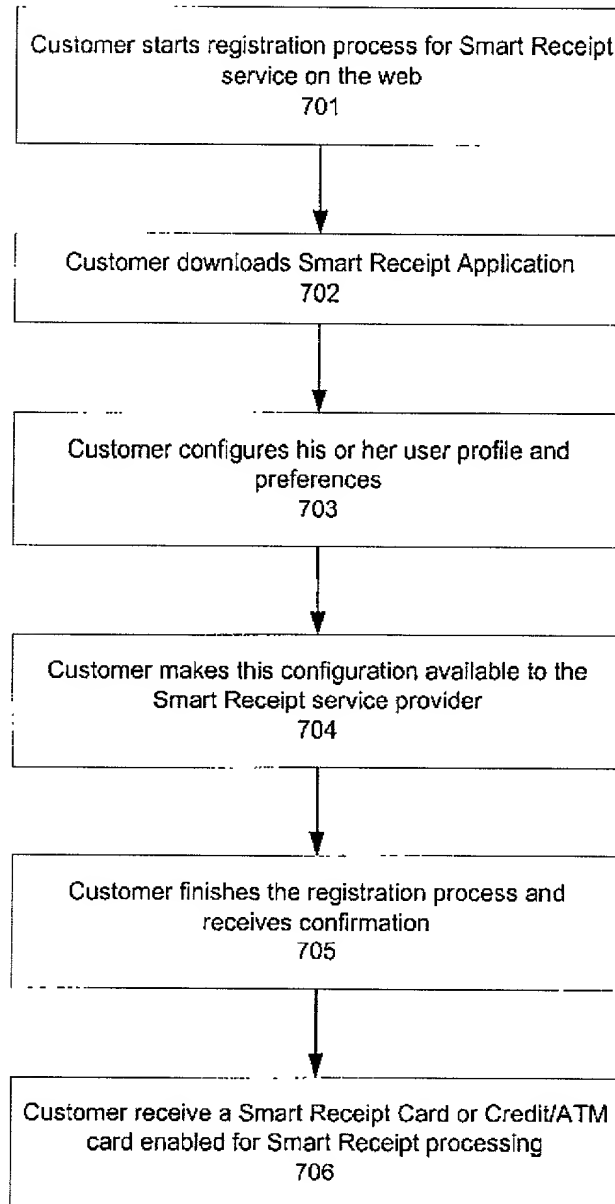 Customer starts registration process for Smart Receipt
service on the web
701
Customer downloads Smart Receipt Application
702
Customer configures his or her user profile and
preferences
703
Customer makes this configuration available to the
Smart Receipt service provider
704
Customer finishes the registration process and
receives confirmation
705
Customer receive a Smart Receipt Card or Credit/ATM
card enabled for Smart Receipt processing
706